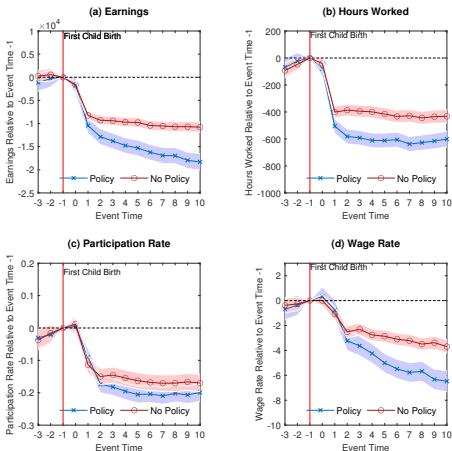 (a) Earnings
1 ×10⁴
First Child Birth
0.5
0
-0.5
-1
-1.5
-2
-2.5
Earnings Relative to Event Time -1
Policy No Policy
-3 -2 -1 0 1 2 3 4 5 6 7 8 9 10
Event Time
(b) Hours Worked
200
First Child Birth
0
-200
-400
-600
-800
-1000
Hours Worked Relative to Event Time -1
Policy No Policy
-3 -2 -1 0 1 2 3 4 5 6 7 8 9 10
Event Time
(c) Participation Rate
0.2
First Child Birth
0.1
0
-0.1
-0.2
-0.3
Participation Rate Relative to Event Time -1
Policy No Policy
-3 -2 -1 0 1 2 3 4 5 6 7 8 9 10
Event Time
(d) Wage Rate
First Child Birth
2
0
-2
-4
-6
-8
-10
Wage Rate Relative to Event Time -1
Policy No Policy
-3 -2 -1 0 1 2 3 4 5 6 7 8 9 10
Event Time